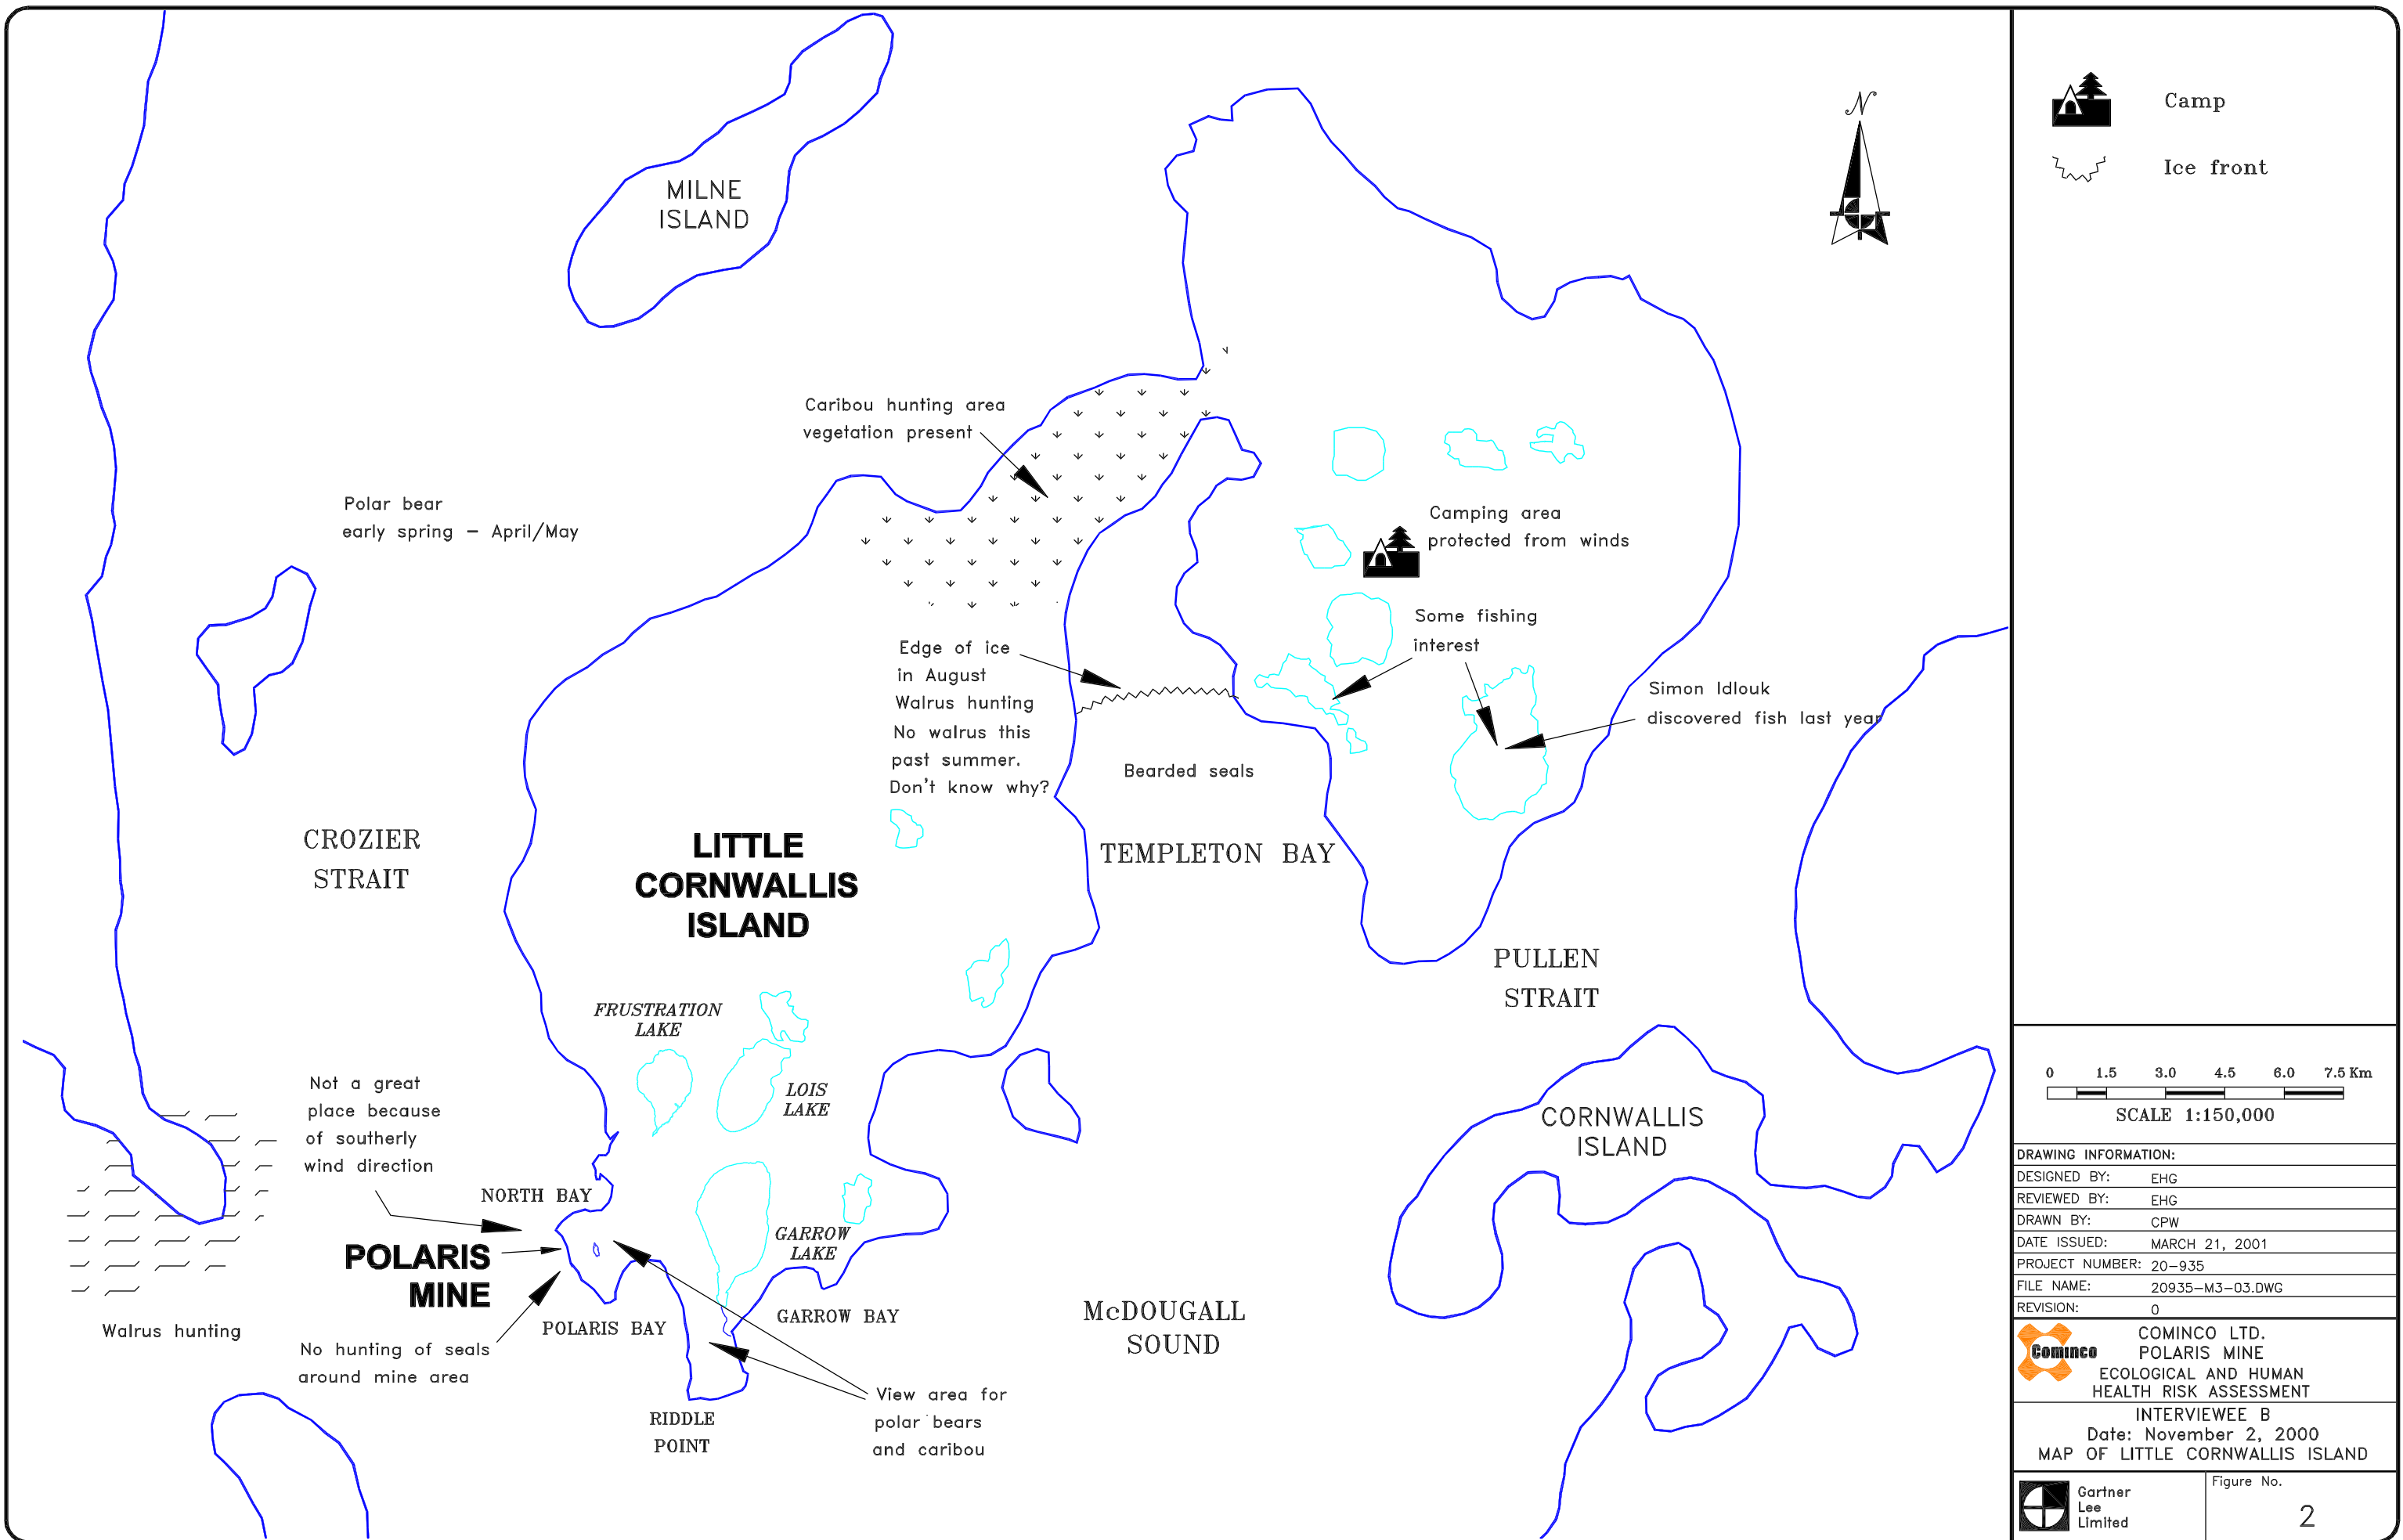 MILNE
ISLAND
N
Caribou hunting area
vegetation present
Polar bear
early spring – April/May
Camping area
protected from winds
Some fishing
interest
Edge of ice
in August
Walrus hunting
No walrus this
past summer.
Don't know why?
Simon Idlouk
discovered fish last year
Bearded seals
CROZIER
STRAIT
LITTLE
CORNWALLIS
ISLAND
TEMPLETON BAY
PULLEN
STRAIT
FRUSTRATION
LAKE
LOIS
LAKE
Not a great
place because
of southerly
wind direction
CORNWALLIS
ISLAND
NORTH BAY
GARROW
LAKE
POLARIS
MINE
Walrus hunting
No hunting of seals
around mine area
POLARIS BAY
GARROW BAY
McDOUGALL
SOUND
RIDDLE
POINT
View area for
polar bears
and caribou
Camp
Ice front
0 1.5 3.0 4.5 6.0 7.5 Km
SCALE 1:150,000
DRAWING INFORMATION:
DESIGNED BY: EHG
REVIEWED BY: EHG
DRAWN BY: CPW
DATE ISSUED: MARCH 21, 2001
PROJECT NUMBER: 20-935
FILE NAME: 20935-M3-03.DWG
REVISION: 0
Cominco
COMINCO LTD.
POLARIS MINE
ECOLOGICAL AND HUMAN
HEALTH RISK ASSESSMENT
INTERVIEWEE B
Date: November 2, 2000
MAP OF LITTLE CORNWALLIS ISLAND
Gartner
Lee
Limited
Figure No.
2